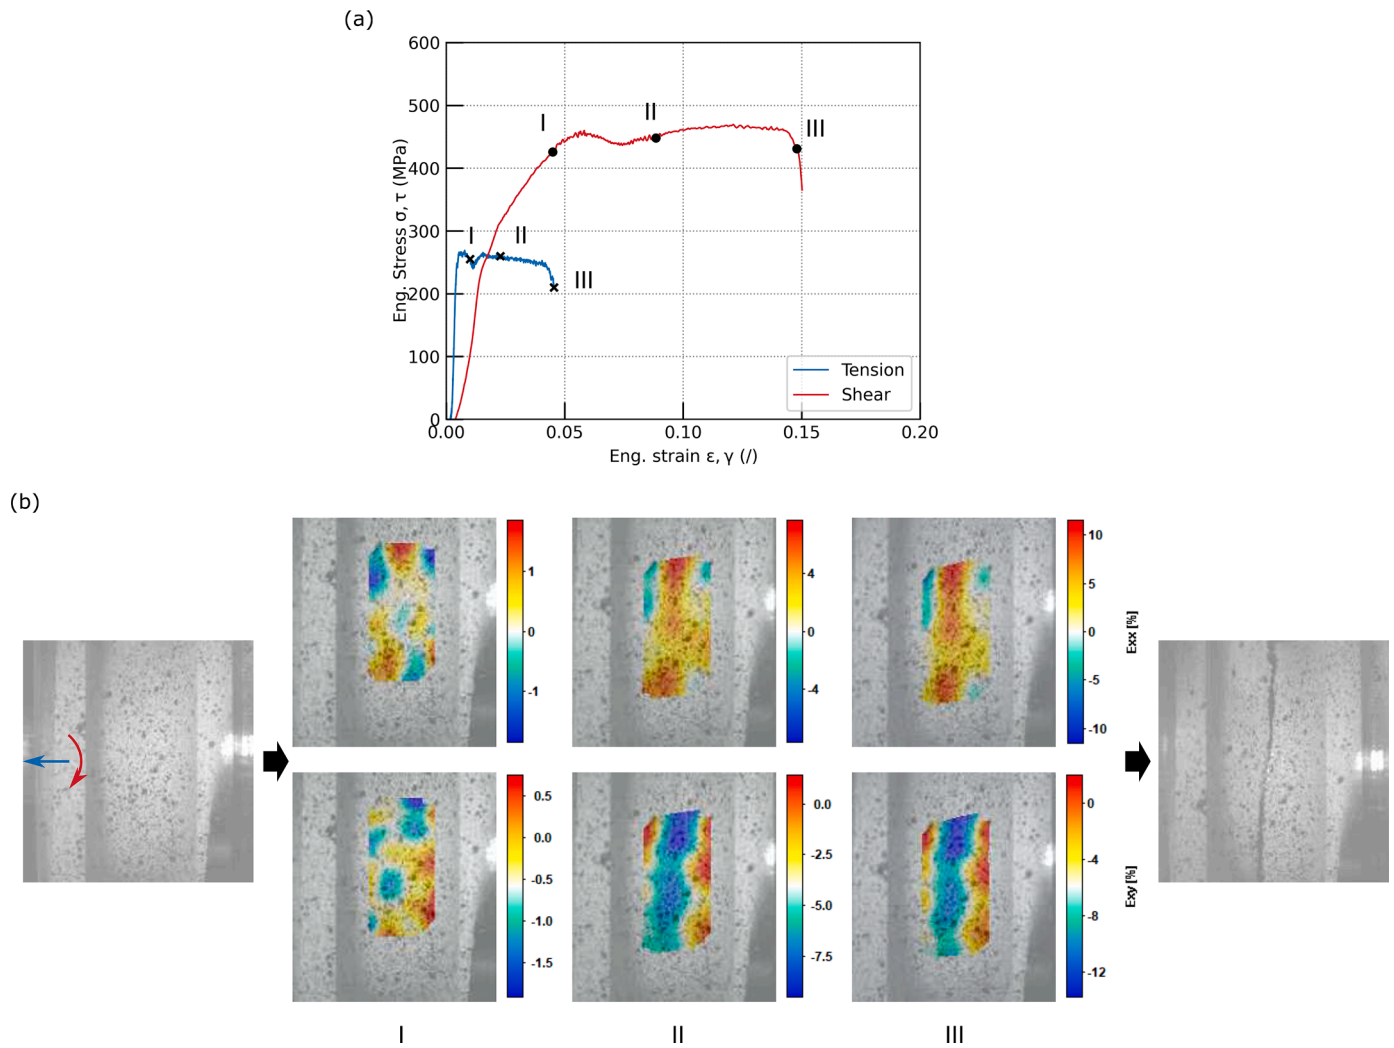 (a)
600
500
400
300
200
100
0
Eng. Stress σ, τ (MPa)
I
II
III
I
II
III
Tension
Shear
0.00
0.05
0.10
0.15
0.20
Eng. strain ε, γ (/)
(b)
1
0
-1
4
0
-4
10
5
0
-5
-10
Exx [%]
0.5
0.0
-0.5
-1.0
-1.5
0.0
-2.5
-5.0
-7.5
0
-4
-8
-12
Exy [%]
I
II
III